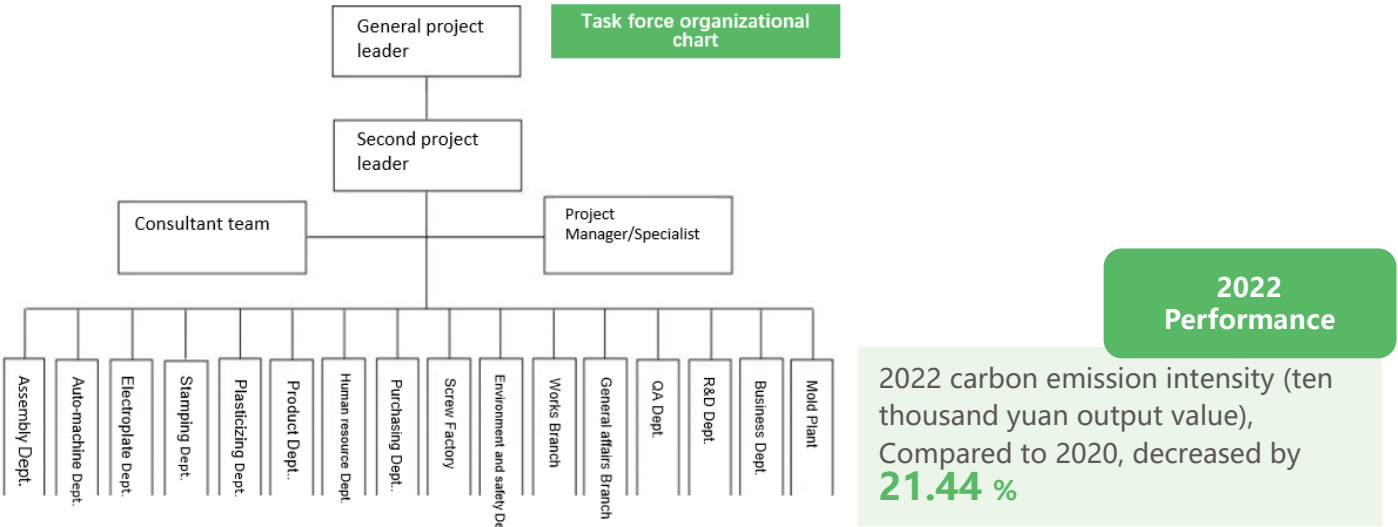 General project
leader
Task force organizational
chart
Second project
leader
Consultant team
Project
Manager/Specialist
Assembly Dept.
Auto-machine Dept.
Electroplate Dept.
Stamping Dept.
Plasticizing Dept.
Product Dept..
Human resource Dept
Purchasing Dept..
Screw Factory
Environment and safety De
Works Branch
General affairs Branch
QA Dept.
R&D Dept.
Business Dept.
Mold Plant
2022
Performance
2022 carbon emission intensity (ten
thousand yuan output value),
Compared to 2020, decreased by
21.44 %